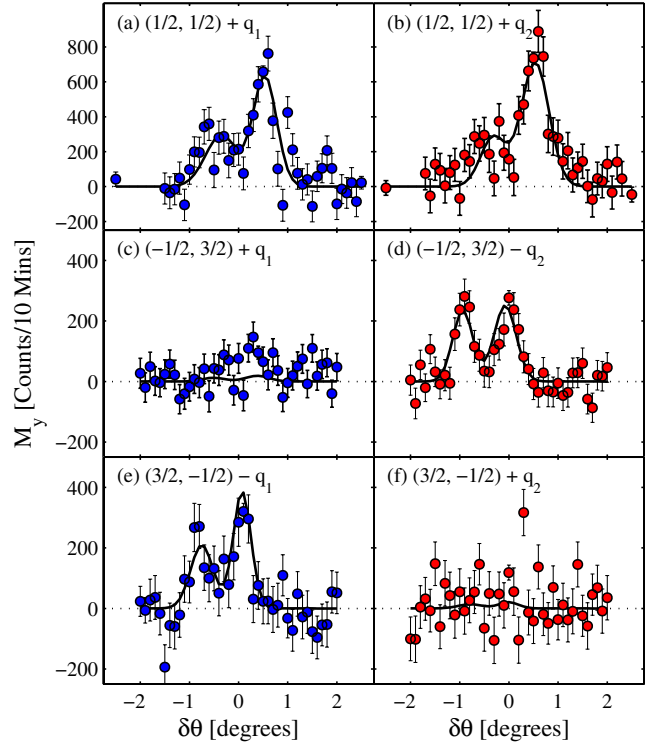 (a) (1/2, 1/2) + q1
(b) (1/2, 1/2) + q2
800
600
400
200
0
−200
(c) (−1/2, 3/2) + q1
(d) (−1/2, 3/2) − q2
400
200
0
−200
My [Counts/10 Mins]
(e) (3/2, −1/2) − q1
(f) (3/2, −1/2) + q2
400
200
0
−200
−2 −1 0 1 2
−2 −1 0 1 2
δθ [degrees]
δθ [degrees]